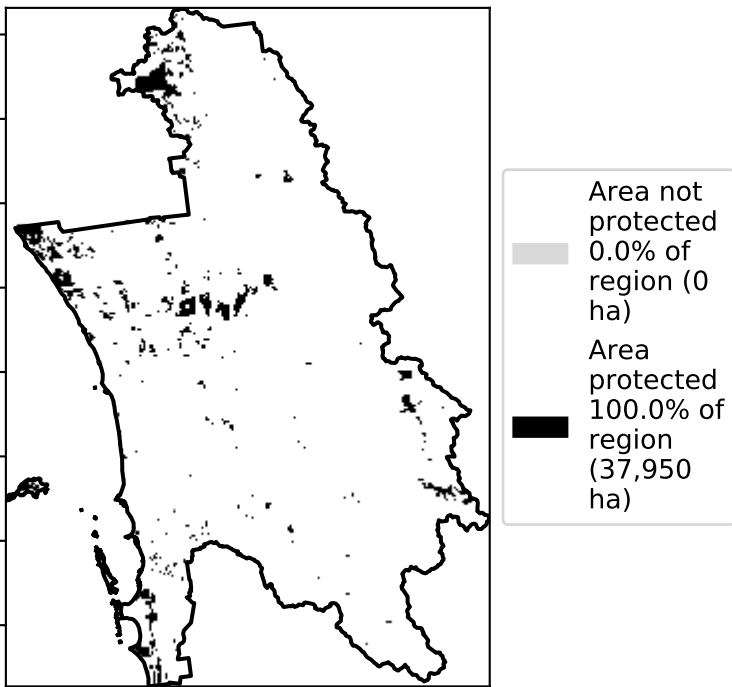 Area not
protected
0.0% of
region (0
ha)
Area
protected
100.0% of
region
(37,950
ha)